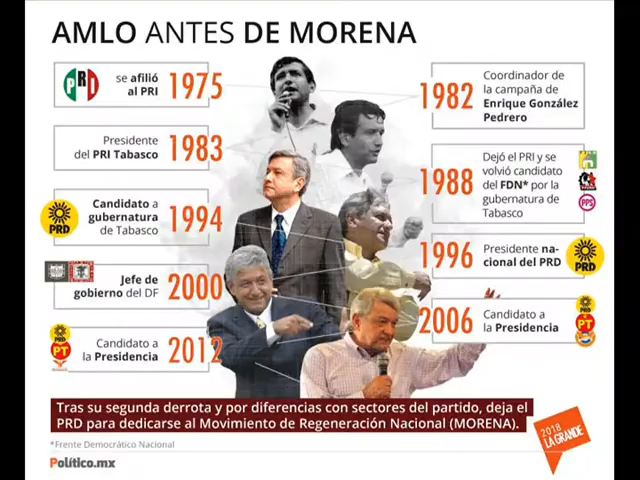 AMLO ANTES DE MORENA
PRI
se afilió
al PRI
1975
1982
Coordinador de
la campaña de
Enrique González
Pedrero
Presidente
del PRI Tabasco
1983
1988
Dejó el PRI y se
volvió candidato
del FDN* por la
gubernatura de
Tabasco
PPS
PRD
Candidato a
gubernatura
de Tabasco
1994
1996
Presidente na-
cional del PRD
PRD
Jefe de
gobierno del DF
2000
2006
Candidato a
la Presidencia
PRD
PT
PRD
PT
Candidato a
la Presidencia
2012
Tras su segunda derrota y por diferencias con sectores del partido, deja el
PRD para dedicarse al Movimiento de Regeneración Nacional (MORENA).
*Frente Democrático Nacional
Político.mx
2018
LA GRANDE